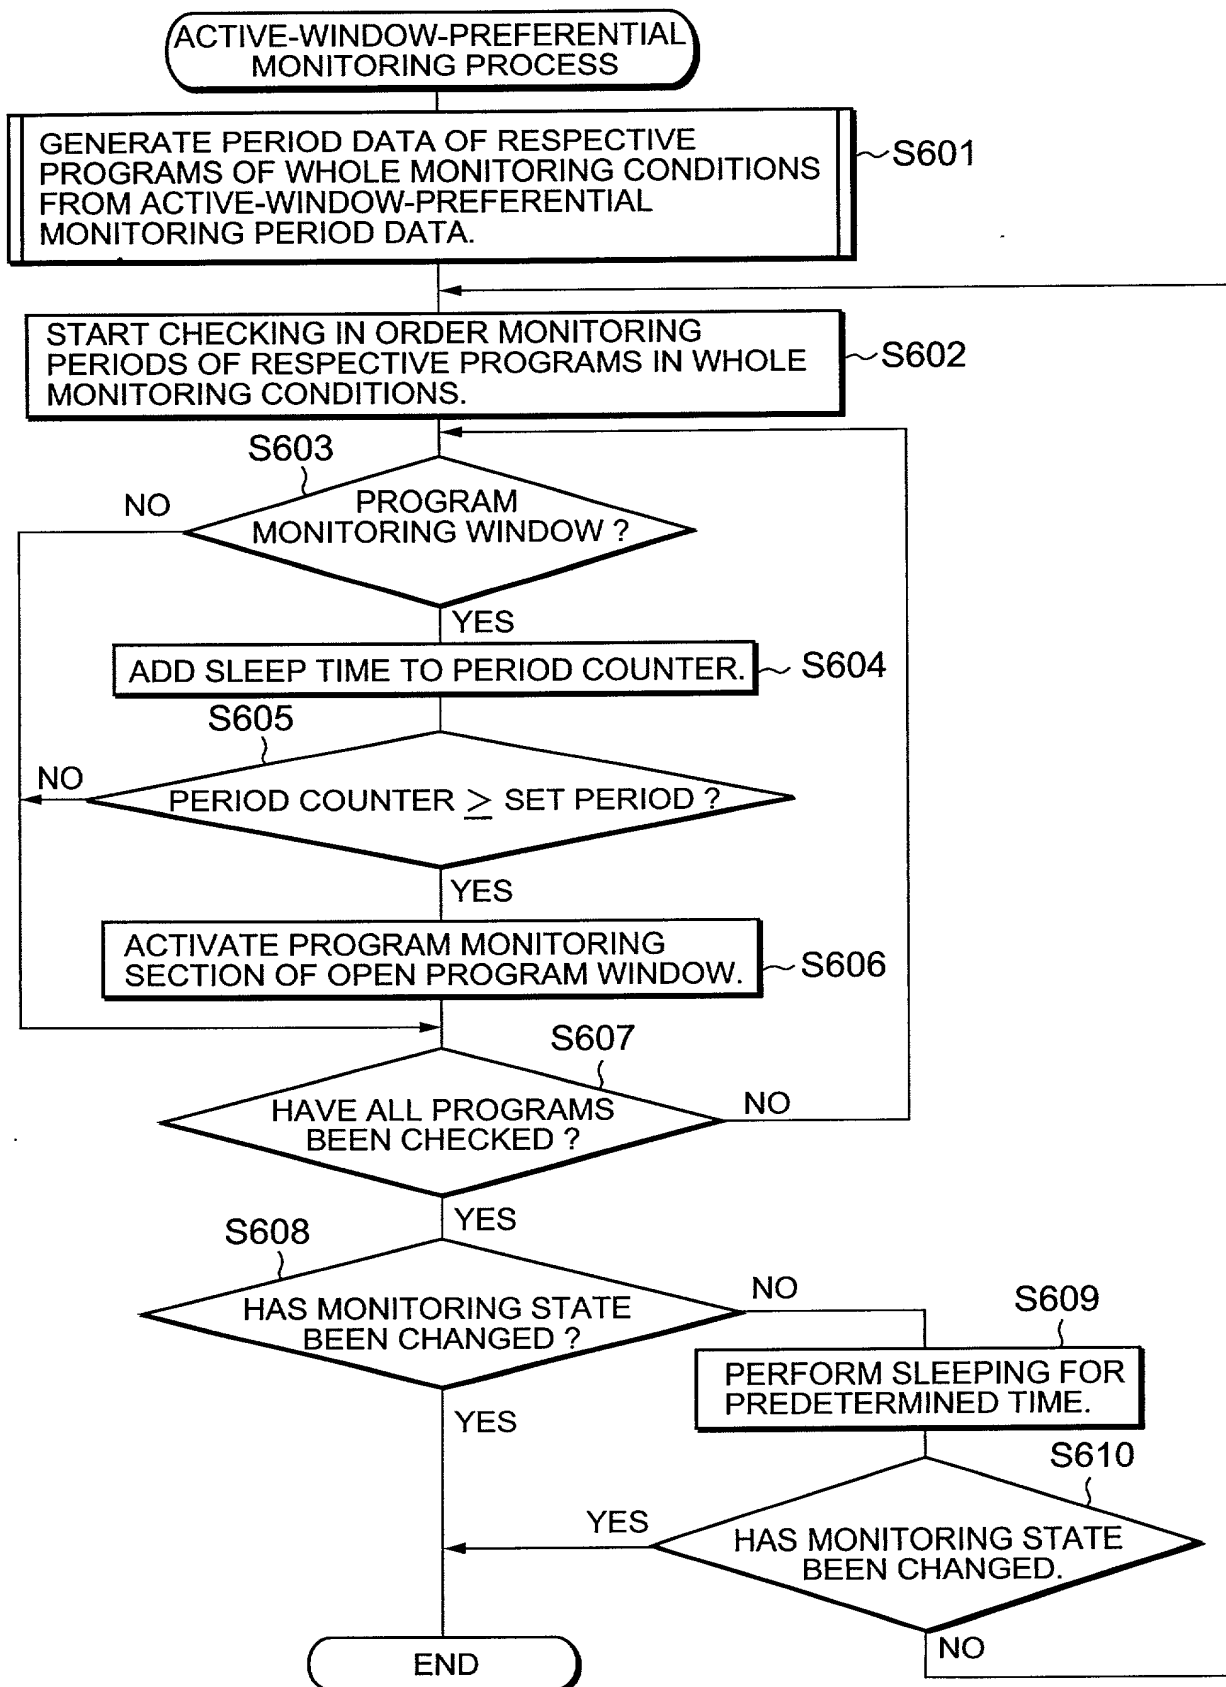 ACTIVE-WINDOW-PREFERENTIAL
MONITORING PROCESS
GENERATE PERIOD DATA OF RESPECTIVE
PROGRAMS OF WHOLE MONITORING CONDITIONS
FROM ACTIVE-WINDOW-PREFERENTIAL
MONITORING PERIOD DATA.
S601
START CHECKING IN ORDER MONITORING
PERIODS OF RESPECTIVE PROGRAMS IN WHOLE
MONITORING CONDITIONS.
S602
S603
NO
PROGRAM
MONITORING WINDOW ?
YES
ADD SLEEP TIME TO PERIOD COUNTER.
S604
S605
NO
PERIOD COUNTER ≥ SET PERIOD ?
YES
ACTIVATE PROGRAM MONITORING
SECTION OF OPEN PROGRAM WINDOW.
S606
S607
HAVE ALL PROGRAMS
BEEN CHECKED ?
NO
YES
S608
HAS MONITORING STATE
BEEN CHANGED ?
NO
YES
S609
PERFORM SLEEPING FOR
PREDETERMINED TIME.
S610
YES
HAS MONITORING STATE
BEEN CHANGED.
NO
END